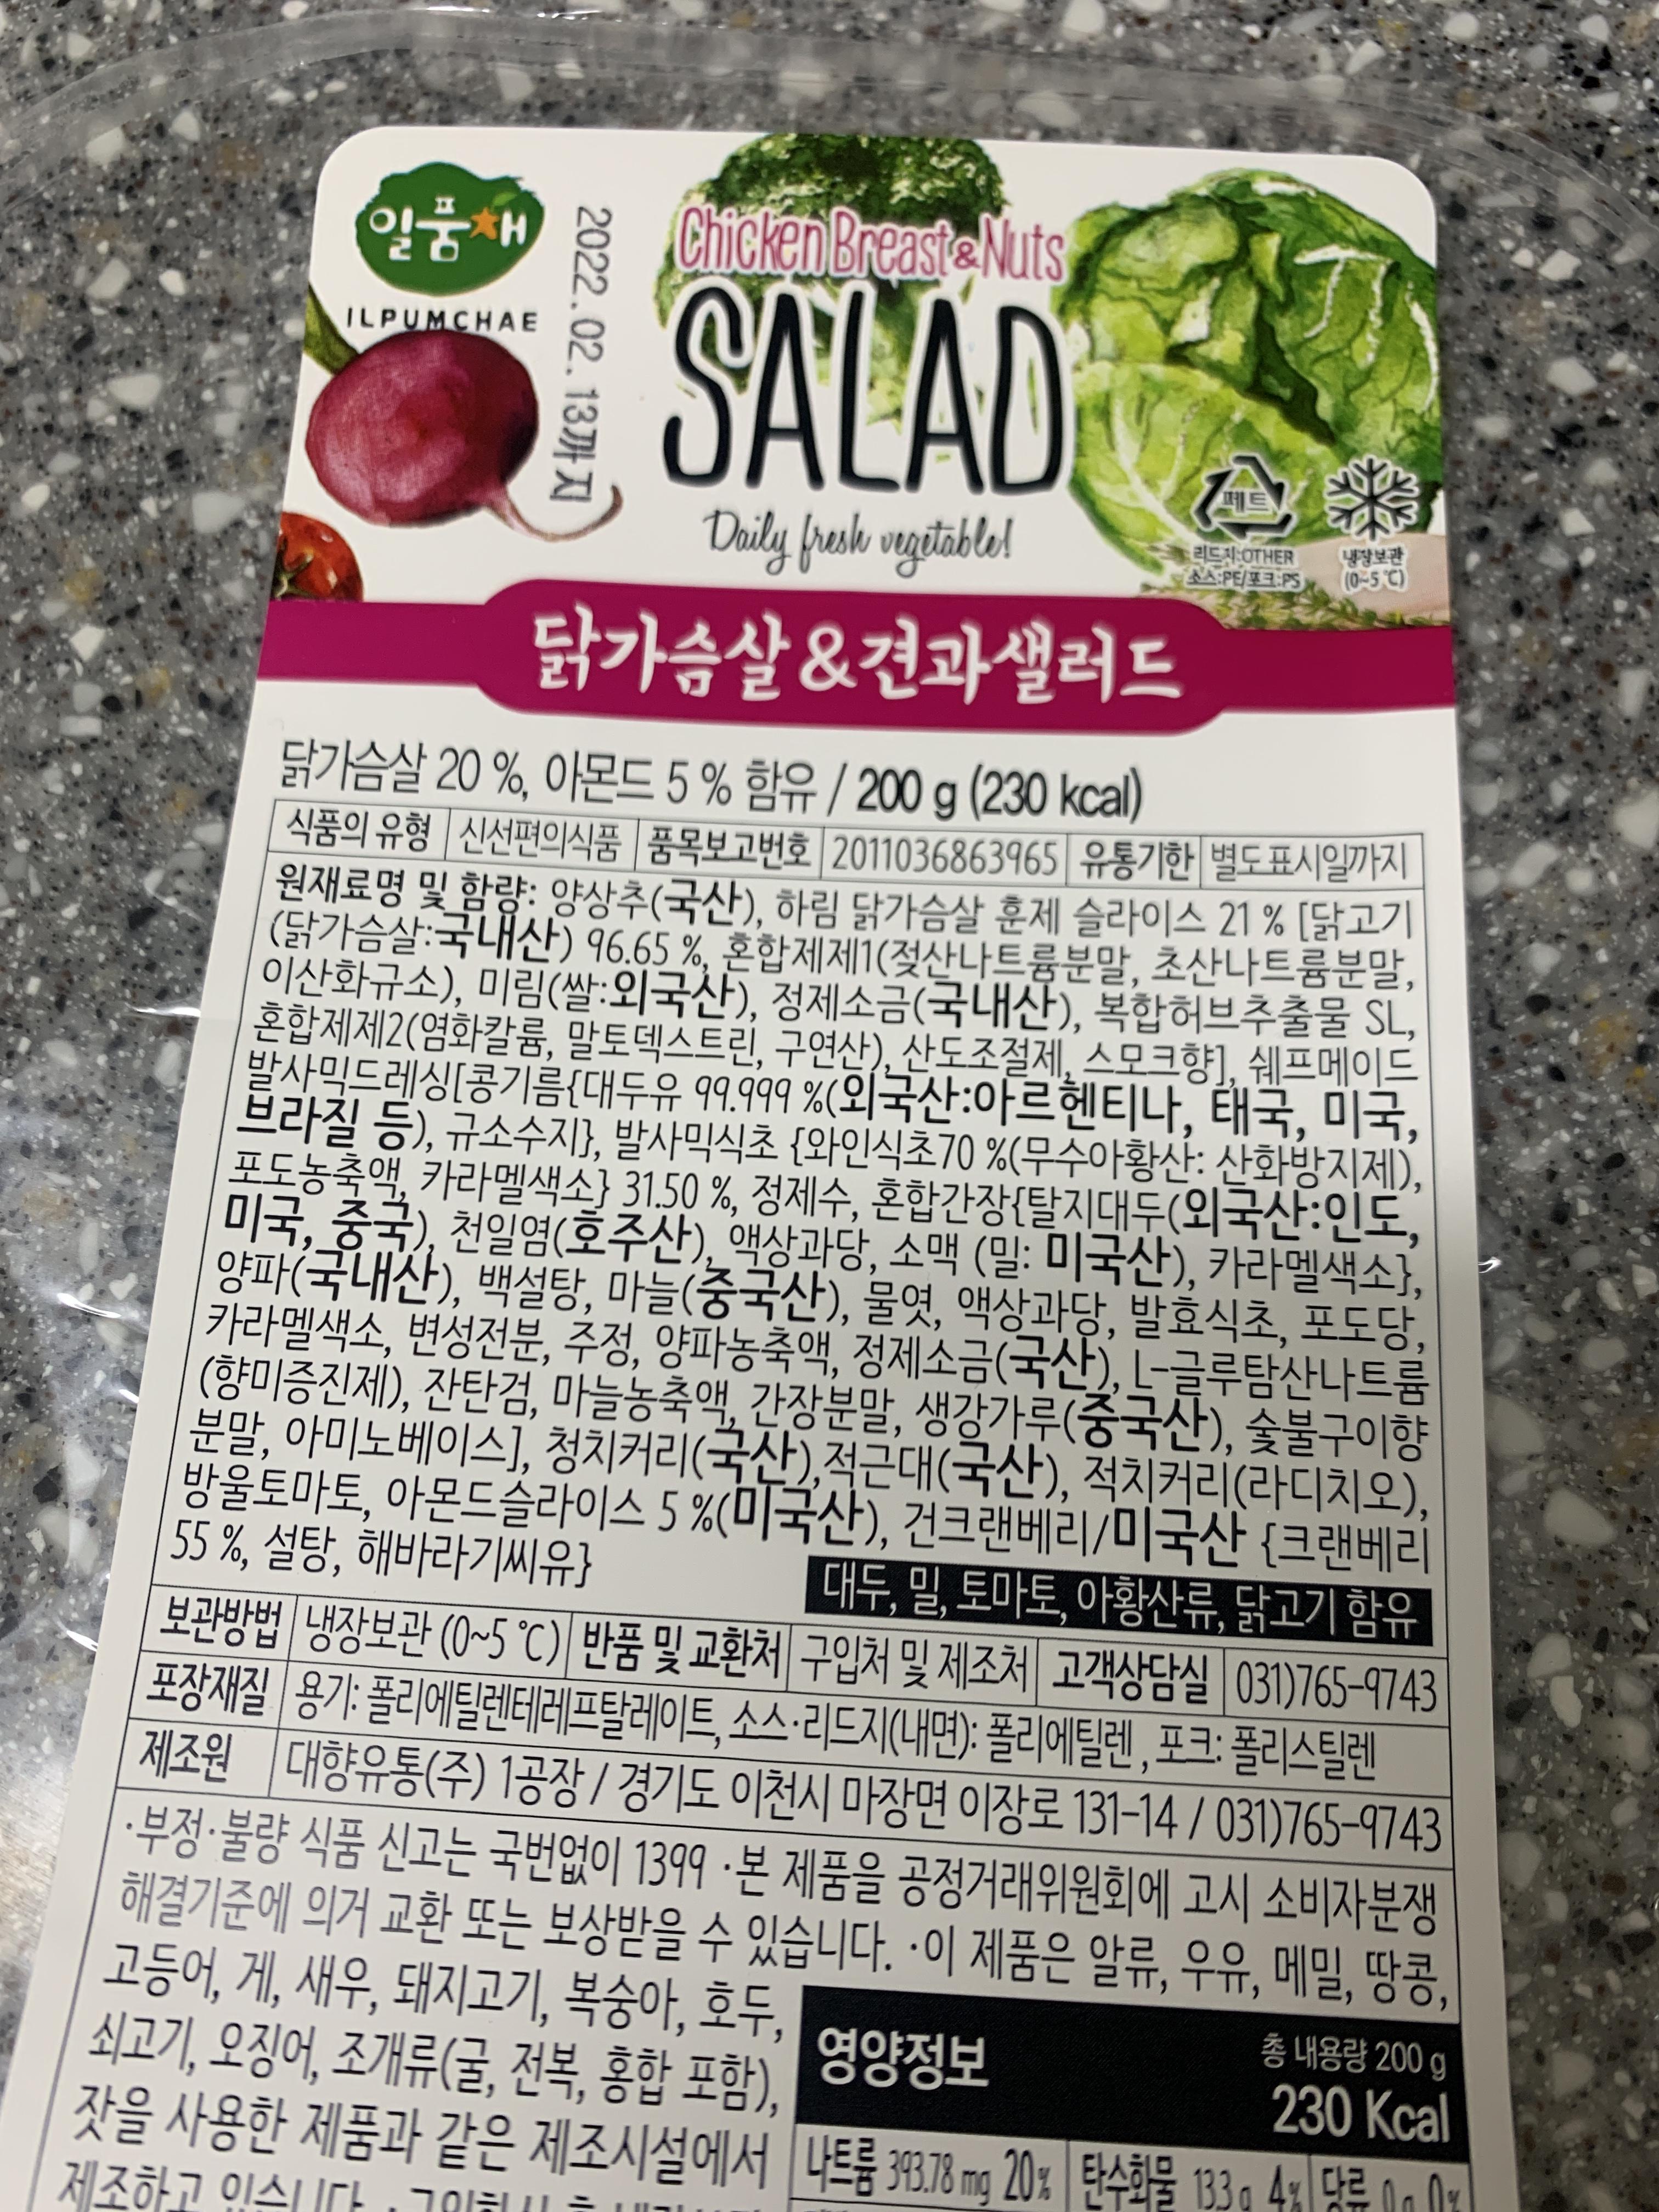 일품채
ILPUMCHAE
2022. 02. 13까지
Chicken Breast & Nuts
SALAD
Daily fresh vegetable!
페트
리드지:OTHER
소스:PE/포크:PS
냉장보관
(0~5 ℃)
닭가슴살&견과샐러드
닭가슴살 20 %, 아몬드 5 % 함유 / 200 g (230 kcal)
식품의 유형 신선편의식품 품목보고번호 2011036863965 유통기한 별도표시일까지
원재료명 및 함량: 양상추(국산), 하림 닭가슴살 훈제 슬라이스 21 % [닭고기
(닭가슴살:국내산) 96.65 %, 혼합제제1(젖산나트륨분말, 초산나트륨분말,
이산화규소), 미림(쌀:외국산), 정제소금(국내산), 복합허브추출물 SL,
혼합제제2(염화칼륨, 말토덱스트린, 구연산), 산도조절제, 스모크향], 쉐프메이드
발사믹드레싱[콩기름{대두유 99.999 %(외국산:아르헨티나, 태국, 미국,
브라질 등), 규소수지}, 발사믹식초 {와인식초70 %(무수아황산: 산화방지제),
포도농축액, 카라멜색소} 31.50 %, 정제수, 혼합간장{탈지대두(외국산:인도,
미국, 중국), 천일염(호주산), 액상과당, 소맥 (밀: 미국산), 카라멜색소},
양파(국내산), 백설탕, 마늘(중국산), 물엿, 액상과당, 발효식초, 포도당,
카라멜색소, 변성전분, 주정, 양파농축액, 정제소금(국산), L-글루탐산나트륨
(향미증진제), 잔탄검, 마늘농축액, 간장분말, 생강가루(중국산), 숯불구이향
분말, 아미노베이스], 청치커리(국산),적근대(국산), 적치커리(라디치오),
방울토마토, 아몬드슬라이스 5 %(미국산), 건크랜베리/미국산 {크랜베리
55 %, 설탕, 해바라기씨유}
대두, 밀, 토마토, 아황산류, 닭고기 함유
보관방법 냉장보관 (0~5 ℃) 반품 및 교환처 구입처 및 제조처 고객상담실 031)765-9743
포장재질 용기: 폴리에틸렌테레프탈레이트, 소스·리드지(내면): 폴리에틸렌 , 포크: 폴리스틸렌
제조원 대향유통(주) 1공장 / 경기도 이천시 마장면 이장로 131-14 / 031)765-9743
·부정·불량 식품 신고는 국번없이 1399 ·본 제품을 공정거래위원회에 고시 소비자분쟁
해결기준에 의거 교환 또는 보상받을 수 있습니다. ·이 제품은 알류, 우유, 메밀, 땅콩,
고등어, 게, 새우, 돼지고기, 복숭아, 호두,
쇠고기, 오징어, 조개류(굴, 전복, 홍합 포함),
잣을 사용한 제품과 같은 제조시설에서
제조하고 있습니다.
영양정보
총 내용량 200 g
230 Kcal
나트륨 393.78 mg 20% 탄수화물 13.3 g 4% 당류 0 g 0%